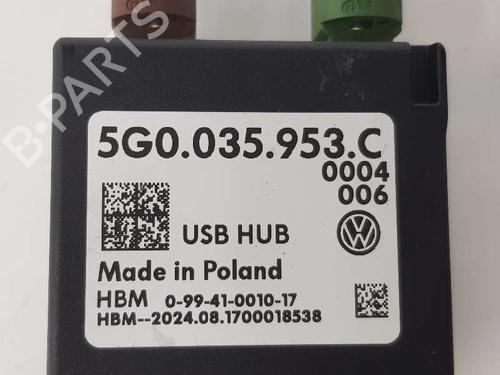 5G0.035.953.C
0004
006
USB HUB
Made in Poland
HBM 0-99-41-0010-17
HBM--2024.08.1700018538
B-PARTS